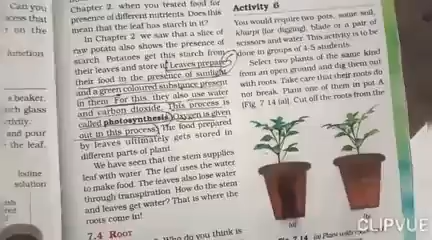 Can you
across that
r on the
function
a beaker.
ach glass
ctivity.
and pour
the leaf.
Iodine
solution
Chapter 2, when you tested food for
presence of different nutrients. Does this
mean that the leaf has starch in it?
In Chapter 2 we saw that a slice of
raw potato also shows the presence of
starch. Potatoes get this starch from
their leaves and store it. Leaves prepare
their food in the presence of sunlight
and a green coloured substance present
in them. For this, they also use water
and carbon dioxide. This process is
called photosynthesis. Oxygen is given
out in this process. The food prepared
by leaves ultimately gets stored in
different parts of plant.
We have seen that the stem supplies
leaf with water. The leaf uses the water
to make food. The leaves also lose water
through transpiration. How do the stem
and leaves get water? That is where the
roots come in!
7.4 Root
Who do you think is
Activity 6
You would require two pots, some soil,
khurpi (for digging), blade or a pair of
scissors and water. This activity is to be
done in groups of 4-5 students.
Select two plants of the same kind
from an open ground and dig them out
with roots. Take care that their roots do
not break. Plant one of them in pot A
(Fig. 7.14 (a)). Cut off the roots from the
(a)
(b)
Fig. 7.14 (a) Plant with
CLIPVUE